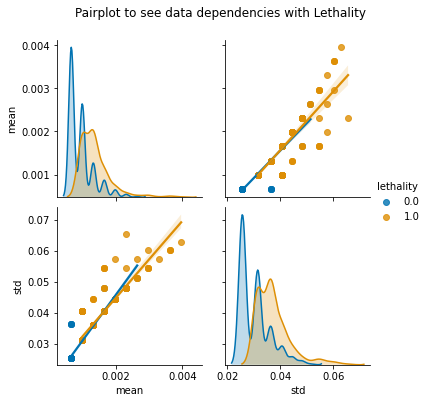 Pairplot to see data dependencies with Lethality
0.004
0.003
0.002
0.001
mean
lethality
0.0
1.0
0.07
0.06
0.05
0.04
0.03
std
0.002 0.004
0.02 0.04 0.06
mean std